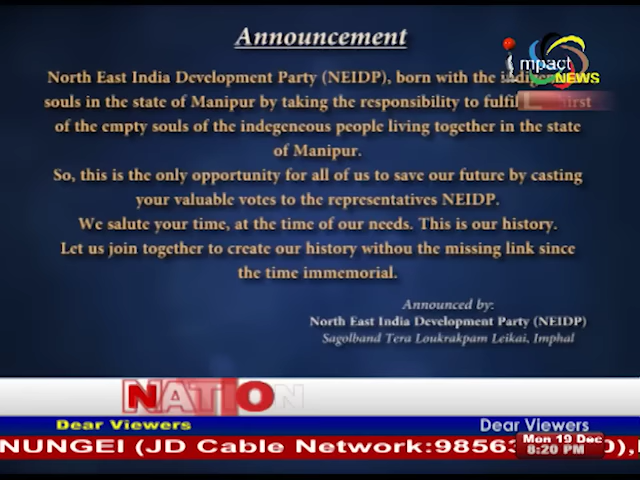 Announcement
impact
NEWS
North East India Development Party (NEIDP), born with the
souls in the state of Manipur by taking the responsibility to
of the empty souls of the indegeneous people living together in the state
of Manipur.
So, this is the only opportunity for all of us to save our future by casting
your valuable votes to the representatives NEIDP.
We salute your time, at the time of our needs. This is our history.
Let us join together to create our history withou the missing link since
the time immemorial.
Announced by:
North East India Development Party (NEIDP)
Sagolband Tera Loukrakpam Leikai, Imphal
NATION
Dear Viewers Dear Viewers
NUNGEI (JD Cable Network:98563
Mon 19 Dec
8:20 PM